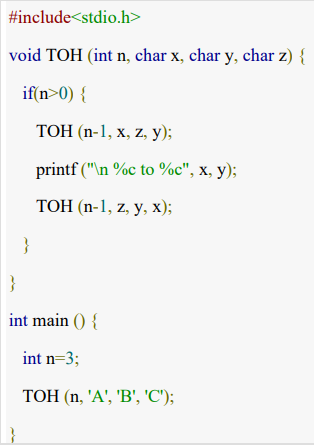 #include<stdio.h>
void TOH (int n, char x, char y, char z) {
if(n>0) {
TOH (n-1, x, z, y);
printf ("\n %c to %c", x, y);
TOH (n-1, z, y, x);
}
}
int main () {
int n=3;
TOH (n, 'A', 'B', 'C');
}